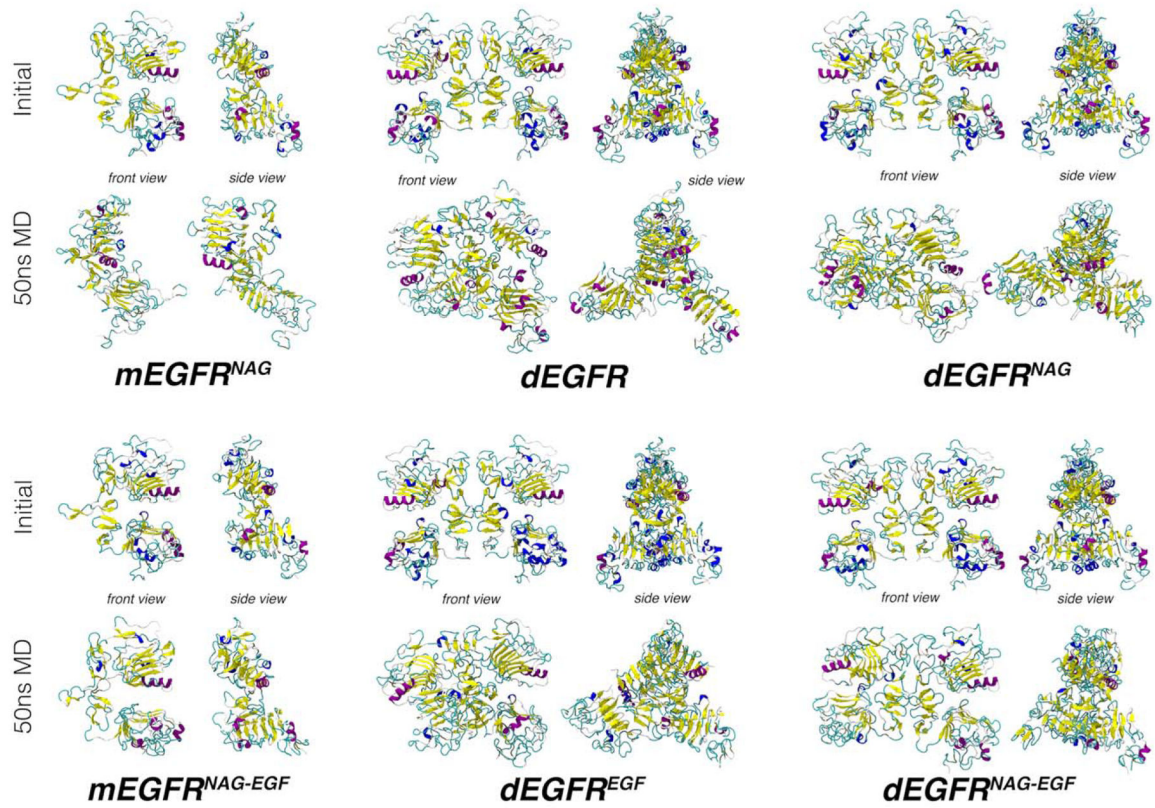 Initial
front view side view front view side view front view side view
50ns MD
mEGFR^NAG dEGFR dEGFR^NAG
Initial
front view side view front view side view front view side view
50ns MD
mEGFR^NAG-EGF dEGFR^EGF dEGFR^NAG-EGF